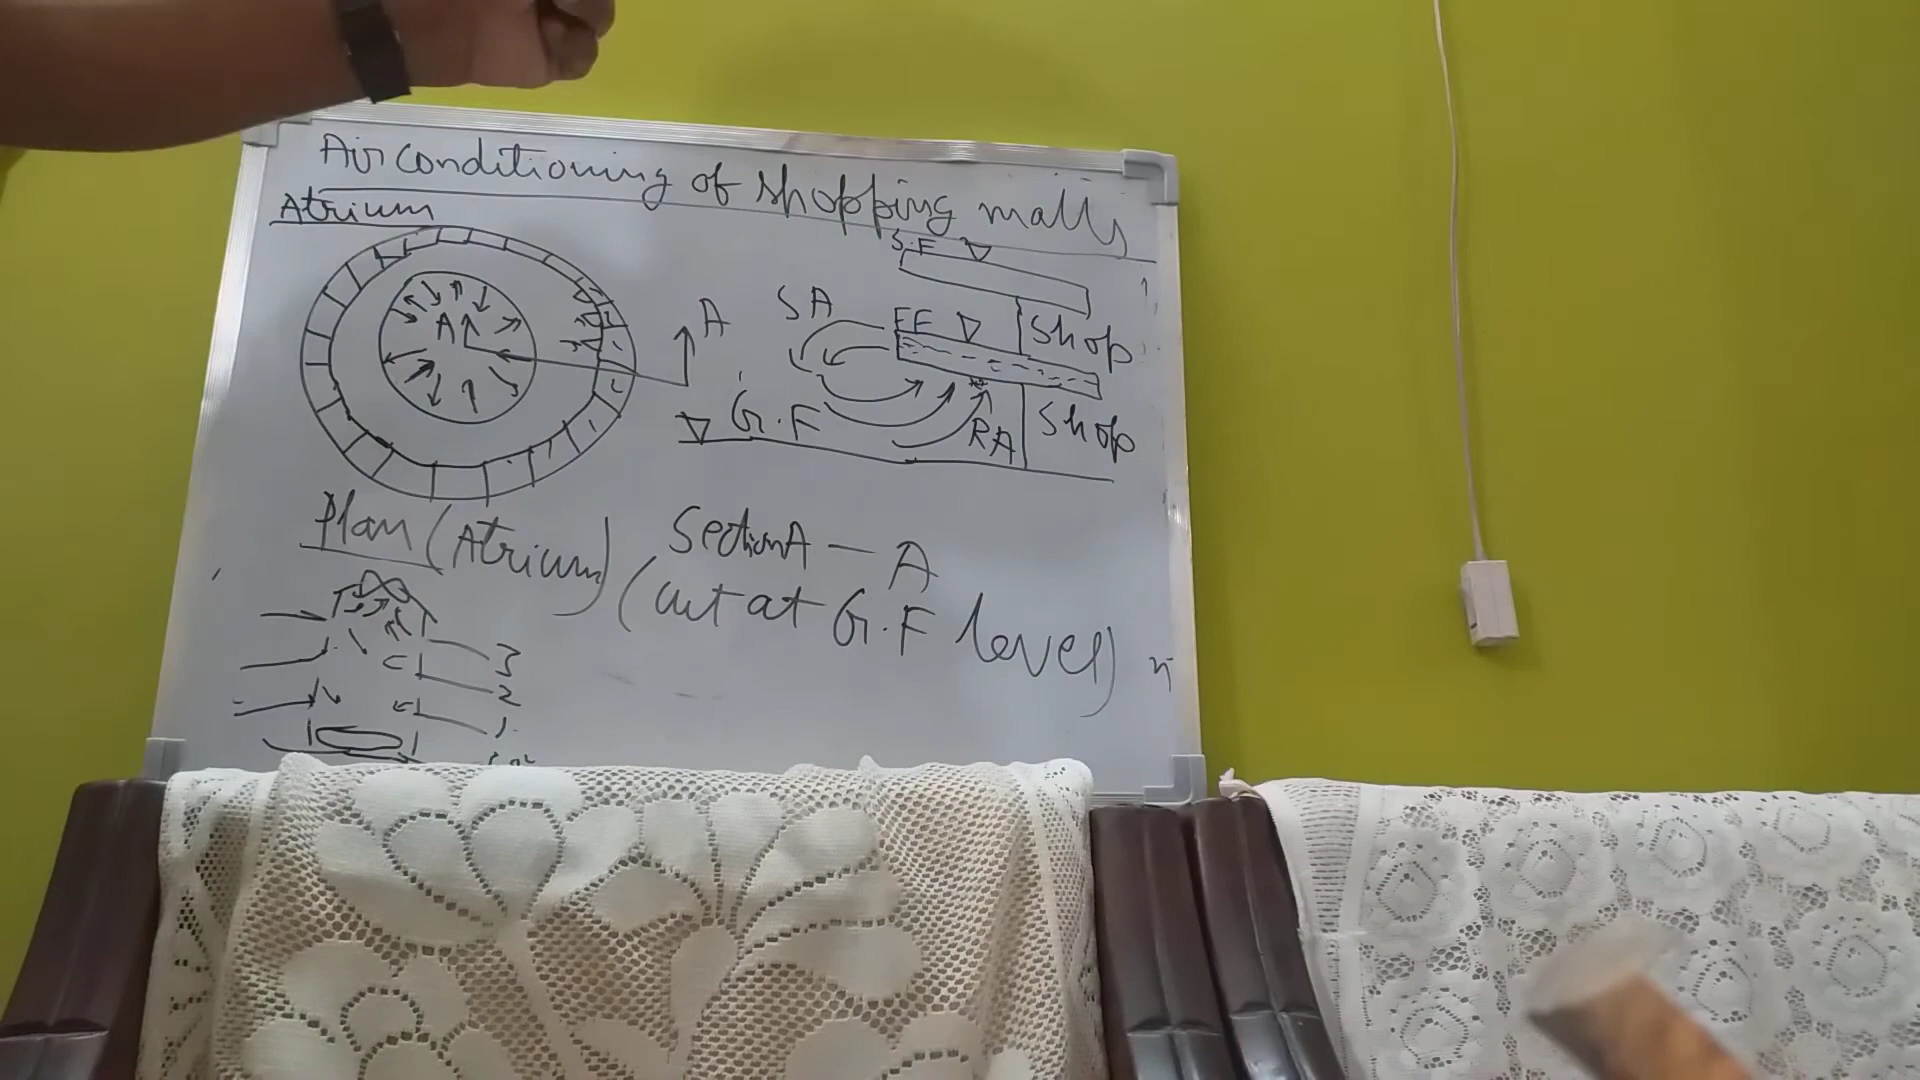 Air conditioning of shopping malls
Atrium
S.F
A
SA
FF
Shop
A
G.F
RA
Shop
Plan (Atrium)
Section A - A
(cut at G.F level)
3
2
1